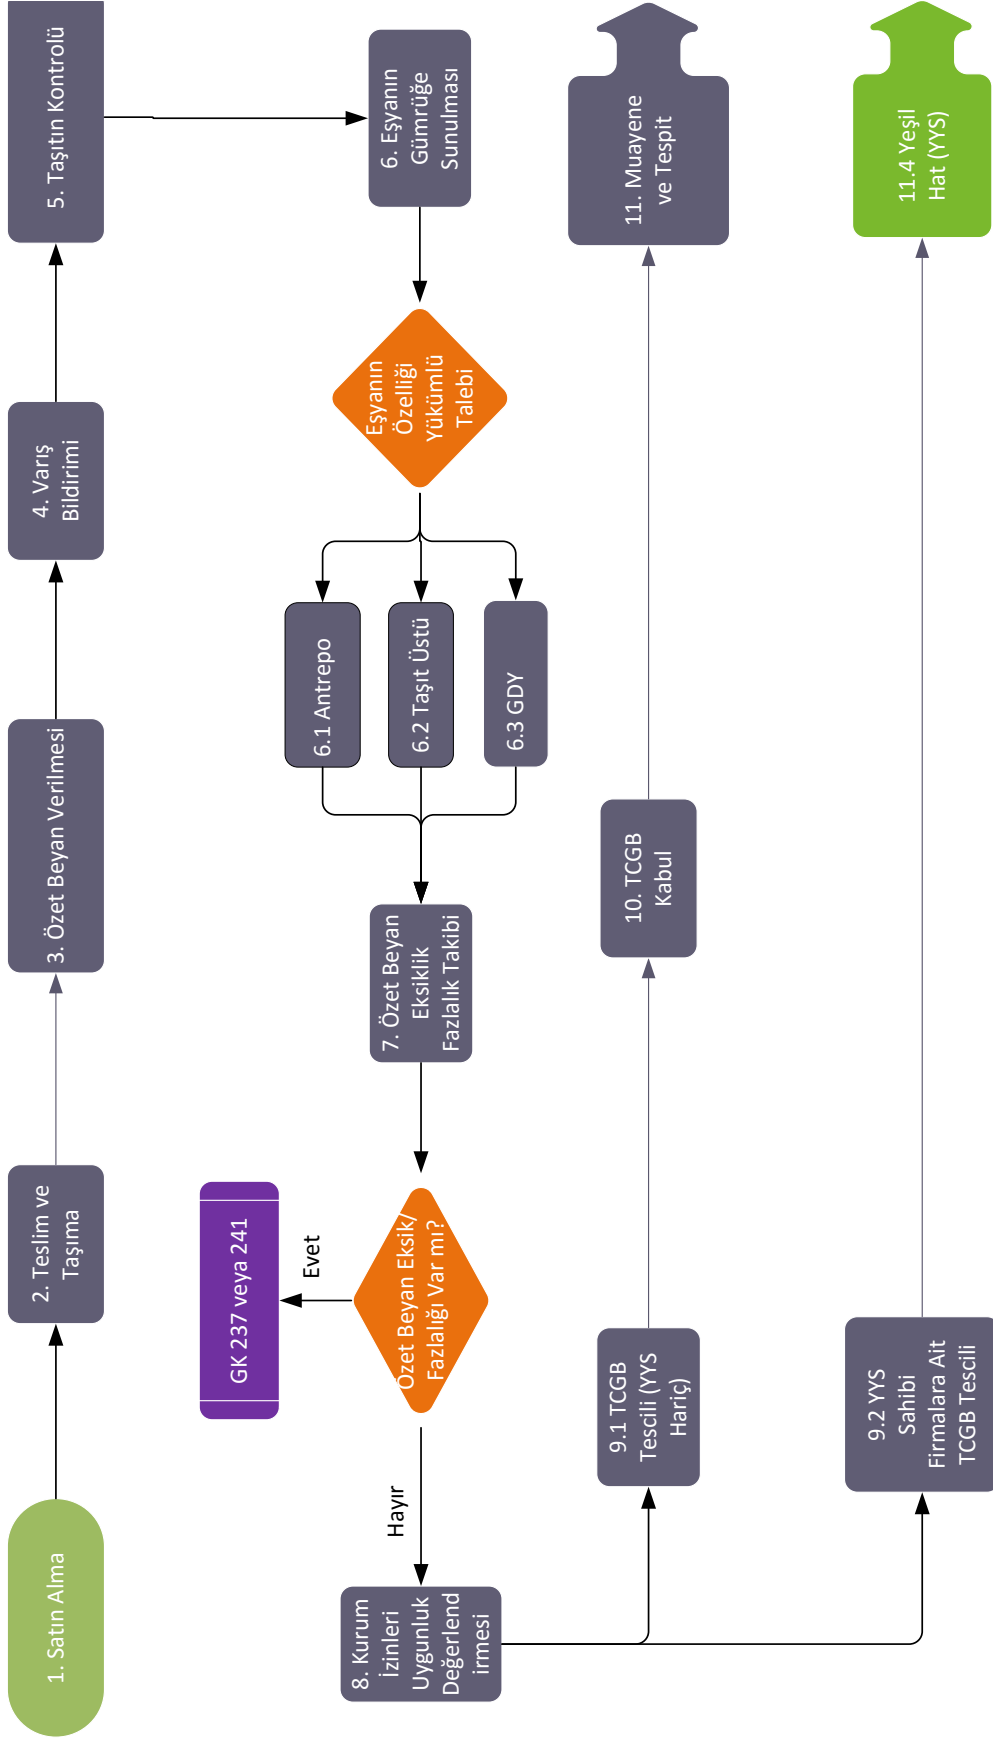 1. Satın Alma
2. Teslim ve
Taşıma
3. Özet Beyan Verilmesi
4. Varış
Bildirimi
5. Taşıtın Kontrolü
6. Eşyanın
Gümrüğe
Sunulması
Eşyanın
Özelliği
Yükümlü
Talebi
6.1 Antrepo
6.2 Taşıt Üstü
6.3 GDY
7. Özet Beyan
Eksiklik
Fazlalık Takibi
Özet Beyan Eksik/
Fazlalığı Var mı?
Evet
GK 237 veya 241
Hayır
8. Kurum
İzinleri
Uygunluk
Değerlend
irmesi
9.1 TCGB
Tescili (YYS
Hariç)
10. TCGB
Kabul
11. Muayene
ve Tespit
9.2 YYS
Sahibi
Firmalara Ait
TCGB Tescili
11.4 Yeşil
Hat (YYS)